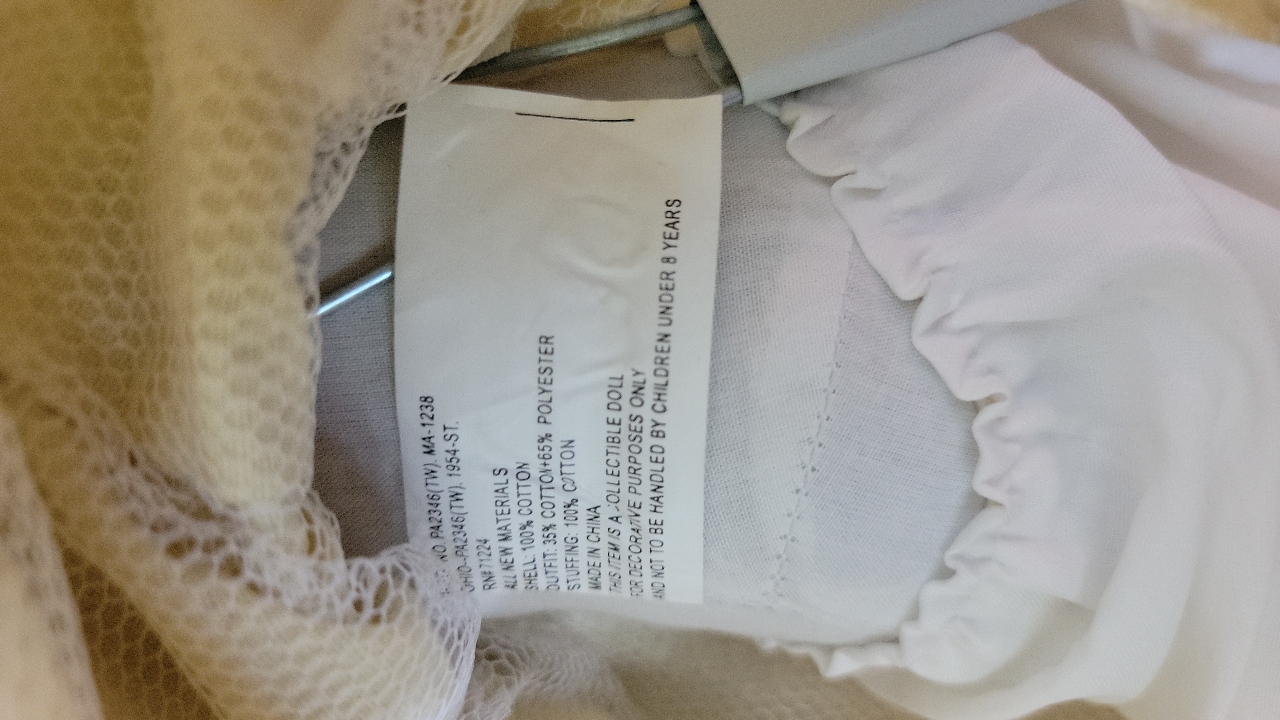 NO PA2346(TW). MA-1238
OHIO-PA2346(TW). 1954-ST.
RN# 71224
ALL NEW MATERIALS
SHELL: 100% COTTON
OUTFIT: 35% COTTON+65% POLYESTER
STUFFING: 100% COTTON
MADE IN CHINA
THIS ITEM IS A COLLECTIBLE DOLL
FOR DECORATIVE PURPOSES ONLY
AND NOT TO BE HANDLED BY CHILDREN UNDER 8 YEARS